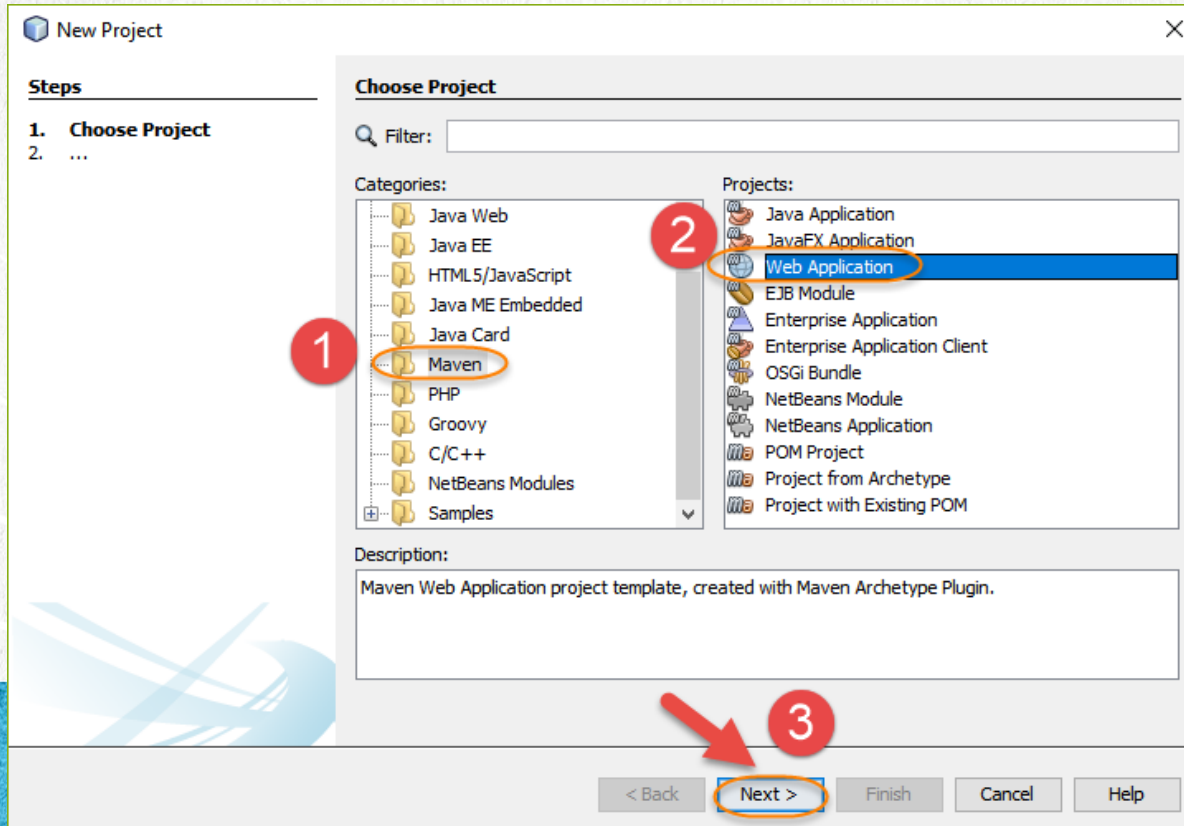 New Project
Steps
1. Choose Project
2. ...
Choose Project
Filter:
Categories:
Java Web
Java EE
HTML5/JavaScript
Java ME Embedded
Java Card
1
Maven
PHP
Groovy
C/C++
NetBeans Modules
Samples
Projects:
Java Application
2
JavaFX Application
Web Application
EJB Module
Enterprise Application
Enterprise Application Client
OSGi Bundle
NetBeans Module
NetBeans Application
POM Project
Project from Archetype
Project with Existing POM
Description:
Maven Web Application project template, created with Maven Archetype Plugin.
3
< Back Next > Finish Cancel Help